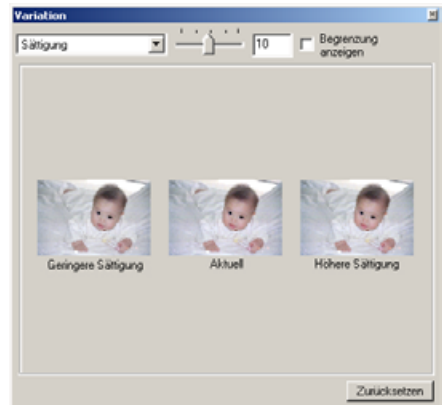 Variation
Sättigung
10
Begrenzung
anzeigen
Geringere Sättigung
Aktuell
Höhere Sättigung
Zurücksetzen